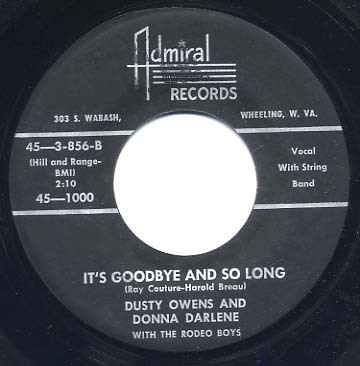 Admiral
RECORDS
303 S. WABASH,
WHEELING, W. VA.
45—3-856-B
(Hill and Range-
BMI)
2:10
45—1000
Vocal
With String
Band
IT'S GOODBYE AND SO LONG
(Ray Couture-Harold Breau)
DUSTY OWENS AND
DONNA DARLENE
WITH THE RODEO BOYS